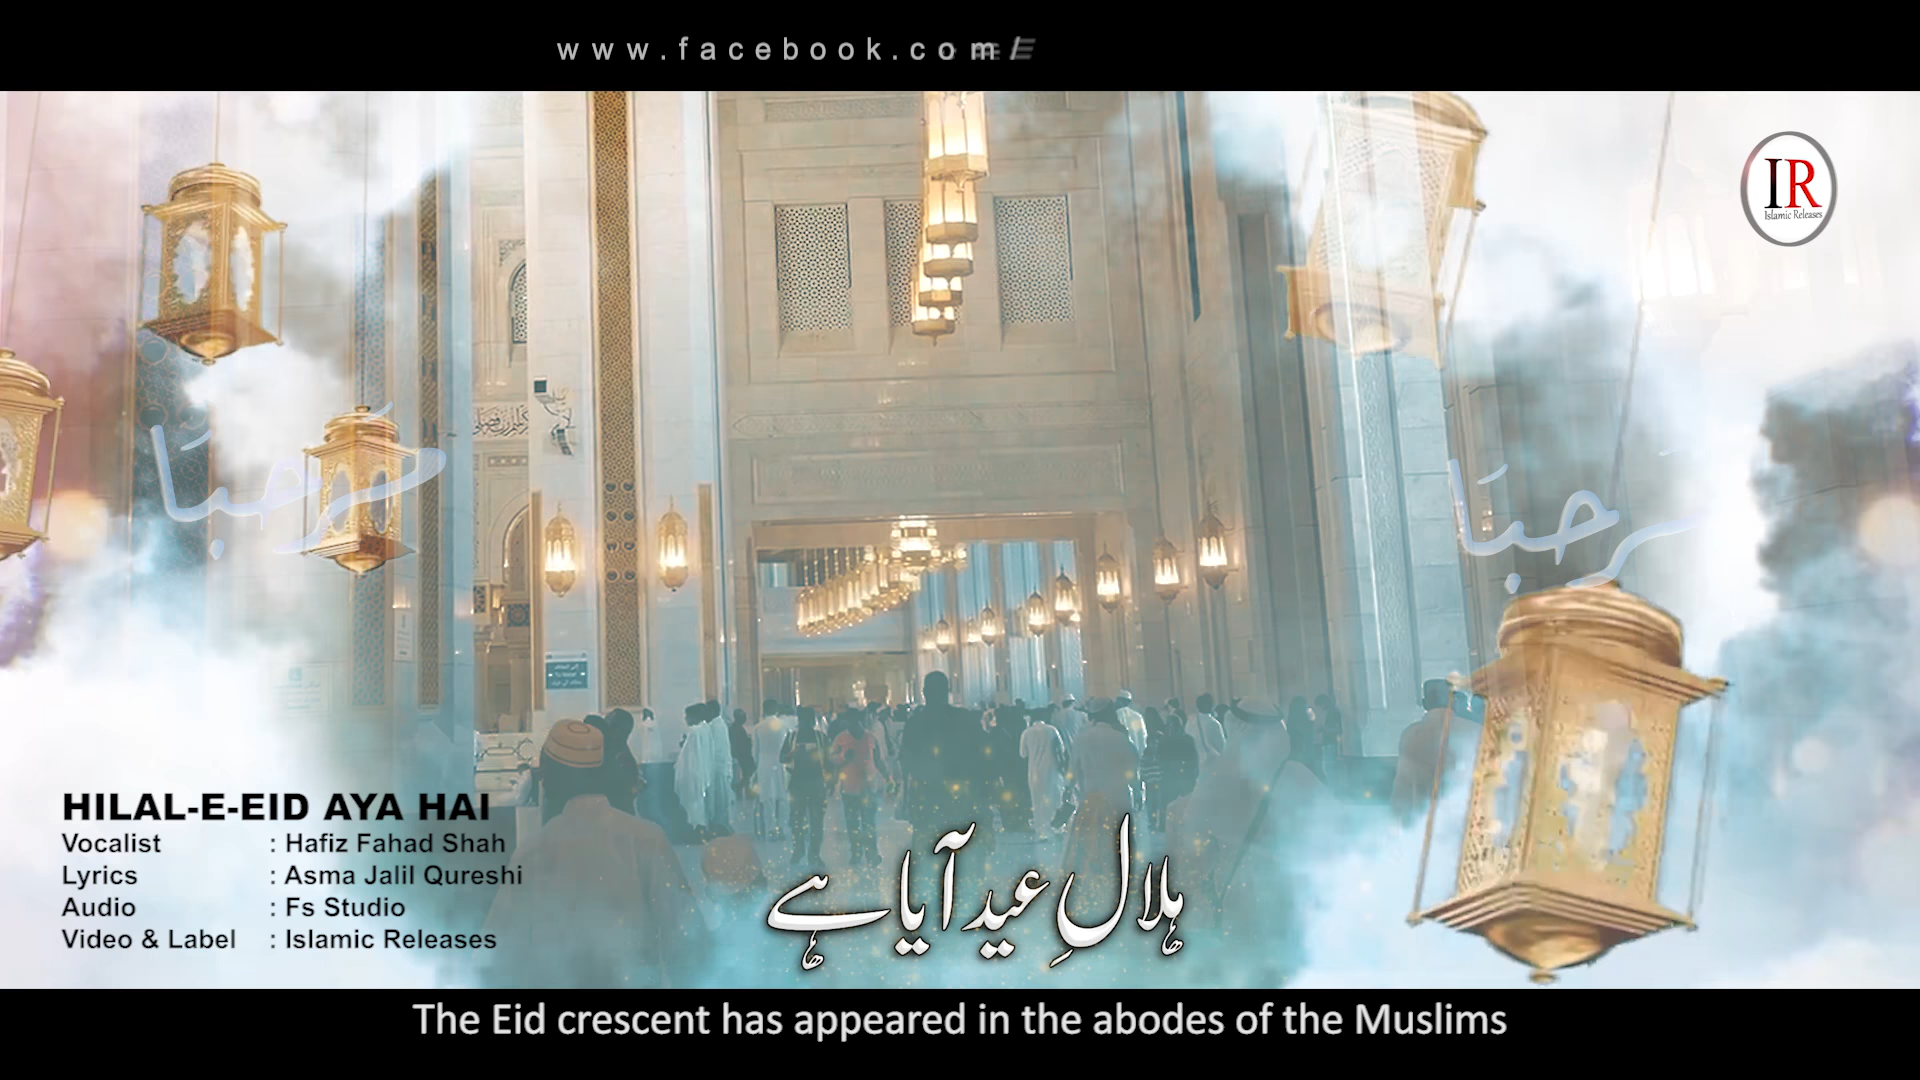 www.facebook.com/
IR
Islamic Releases
مرحبَا
مرحبَا
HILAL-E-EID AYA HAI
Vocalist : Hafiz Fahad Shah
Lyrics : Asma Jalil Qureshi
Audio : Fs Studio
Video & Label : Islamic Releases
ہلالِ عید آیا ہے
The Eid crescent has appeared in the abodes of the Muslims